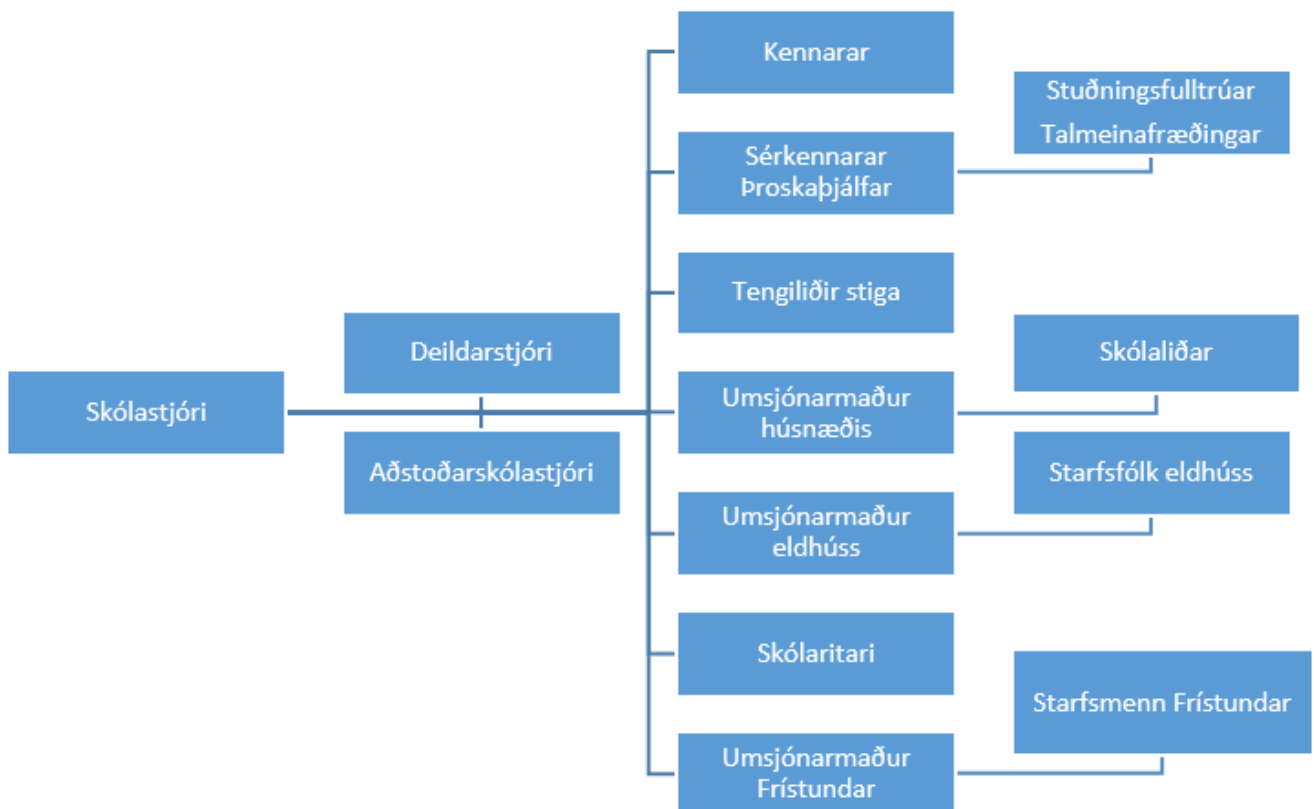 Skólastjóri
Deildarstjóri
Aðstoðarskólastjóri
Kennarar
Sérkennarar
Þroskaþjálfar
Stuðningsfulltrúar
Talmeinafræðingar
Tengiliðir stiga
Umsjónarmaður
húsnæðis
Skólaliðar
Umsjónarmaður
eldhúss
Starfsfólk eldhúss
Skólaritari
Umsjónarmaður
Frístundar
Starfsmenn Frístundar